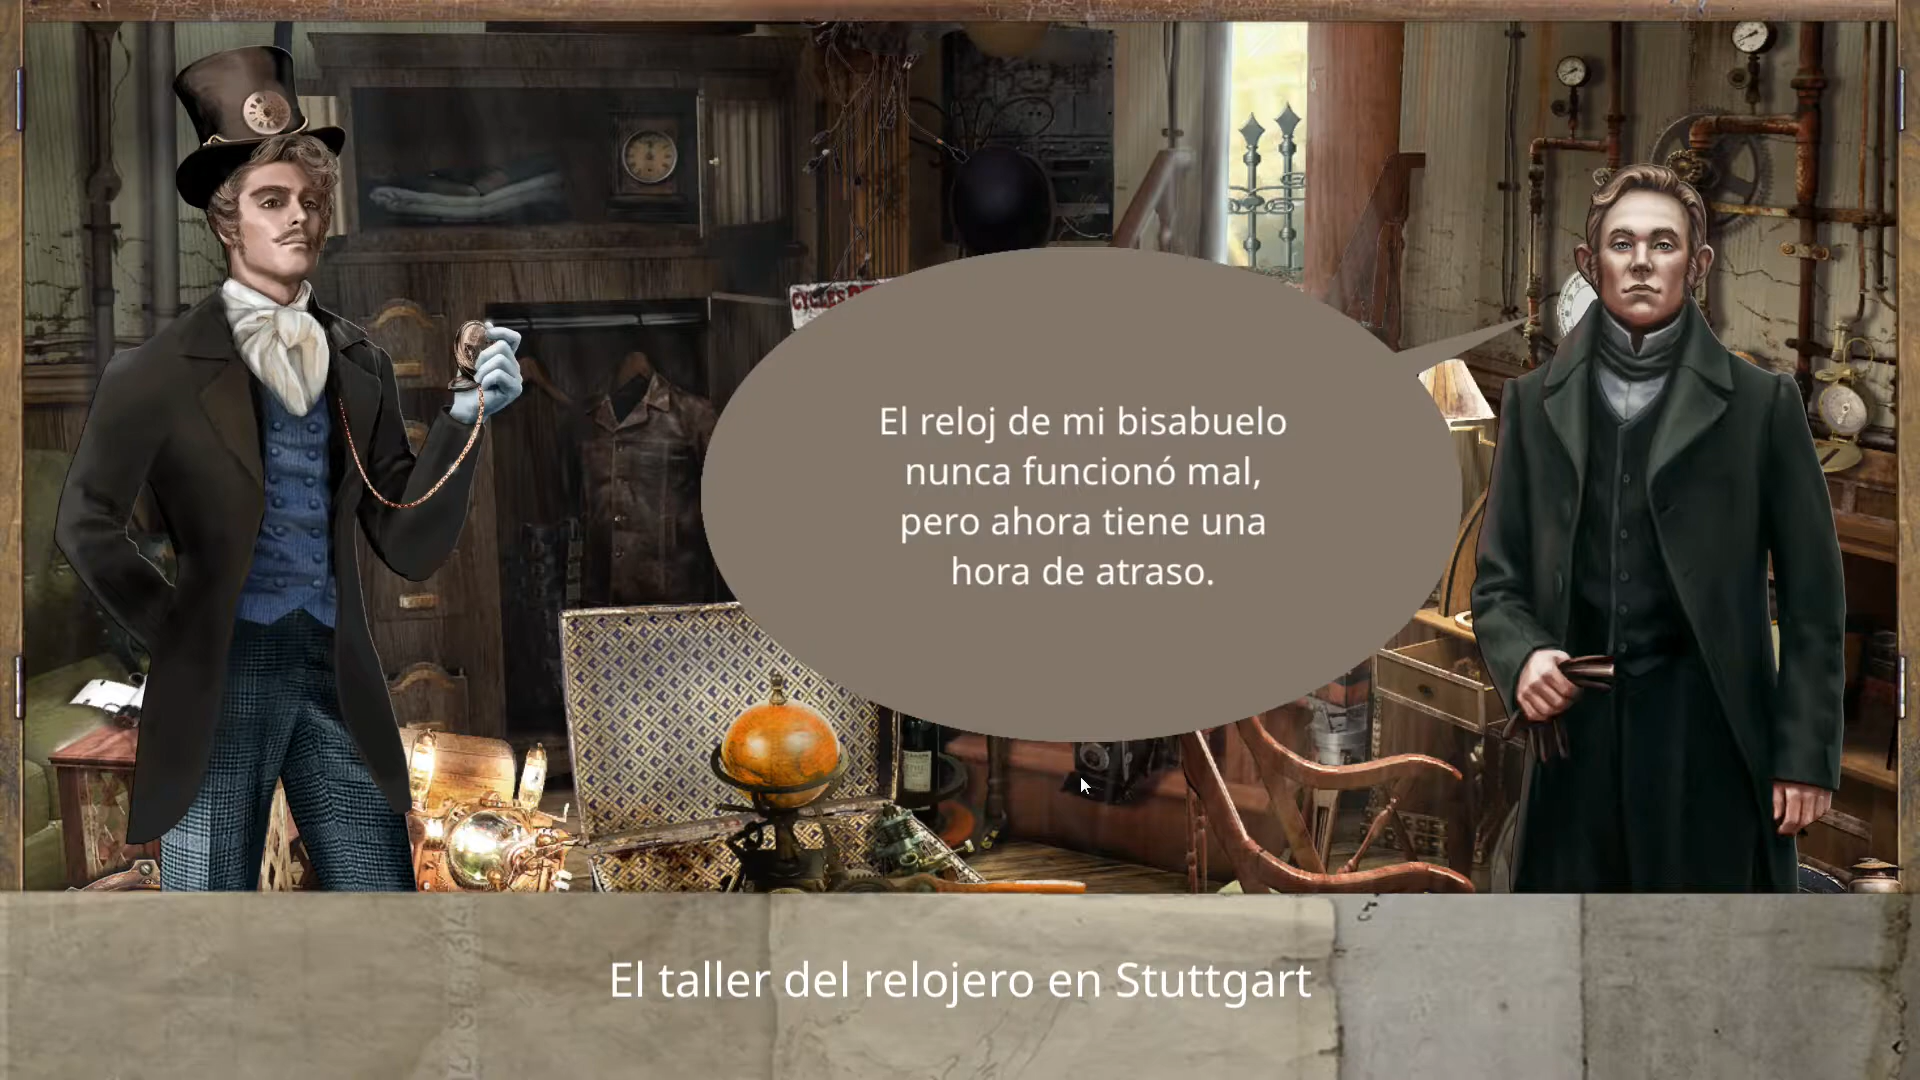 CYCLES
El reloj de mi bisabuelo
nunca funcionó mal,
pero ahora tiene una
hora de atraso.
El taller del relojero en Stuttgart